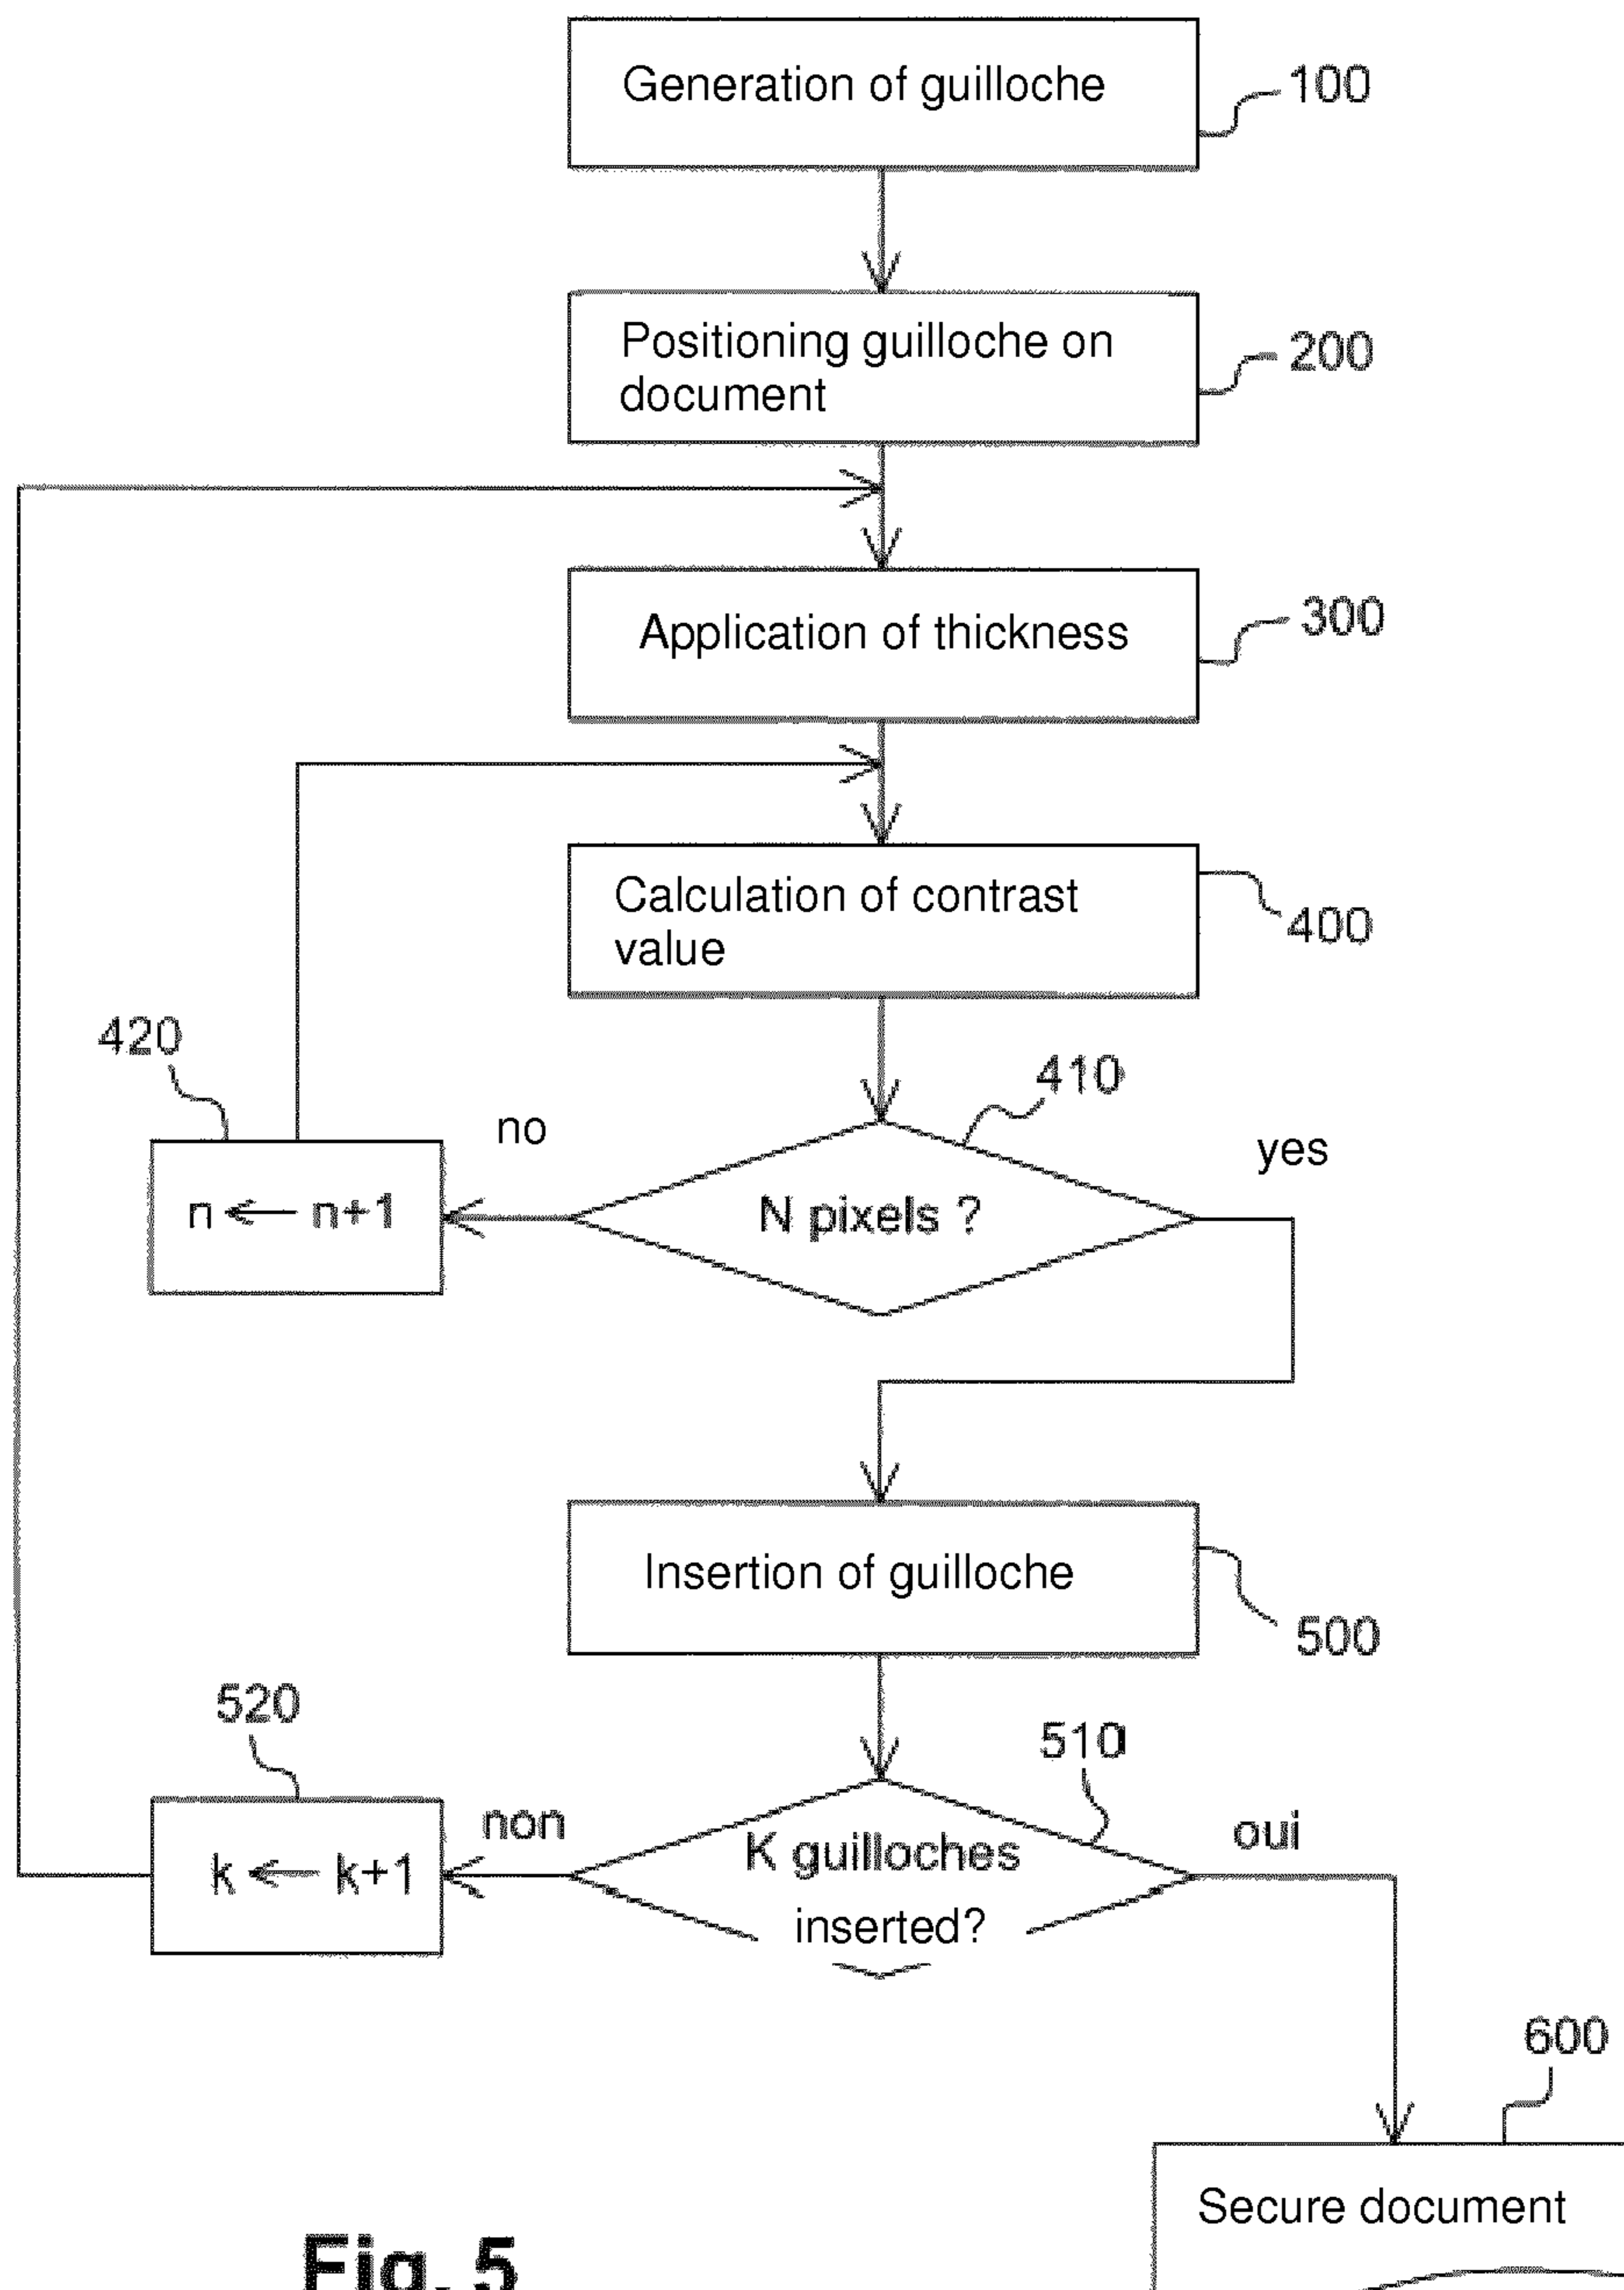 Generation of guilloche
100
Positioning guilloche on
document
200
Application of thickness
300
Calculation of contrast
value
400
420
410
no
yes
n ← n+1
N pixels ?
Insertion of guilloche
500
520
510
non
oui
k ← k+1
K guilloches
inserted?
600
Secure document
Fig. 5